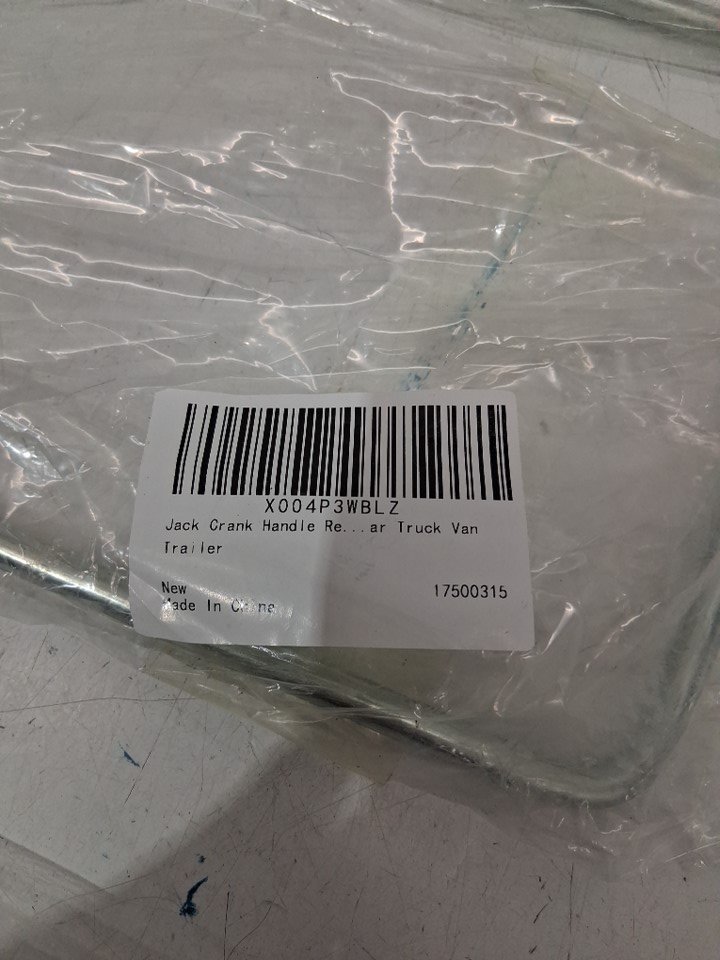 X004P3WBLZ
Jack Crank Handle Re...ar Truck Van
Trailer
New
17500315
Made In China